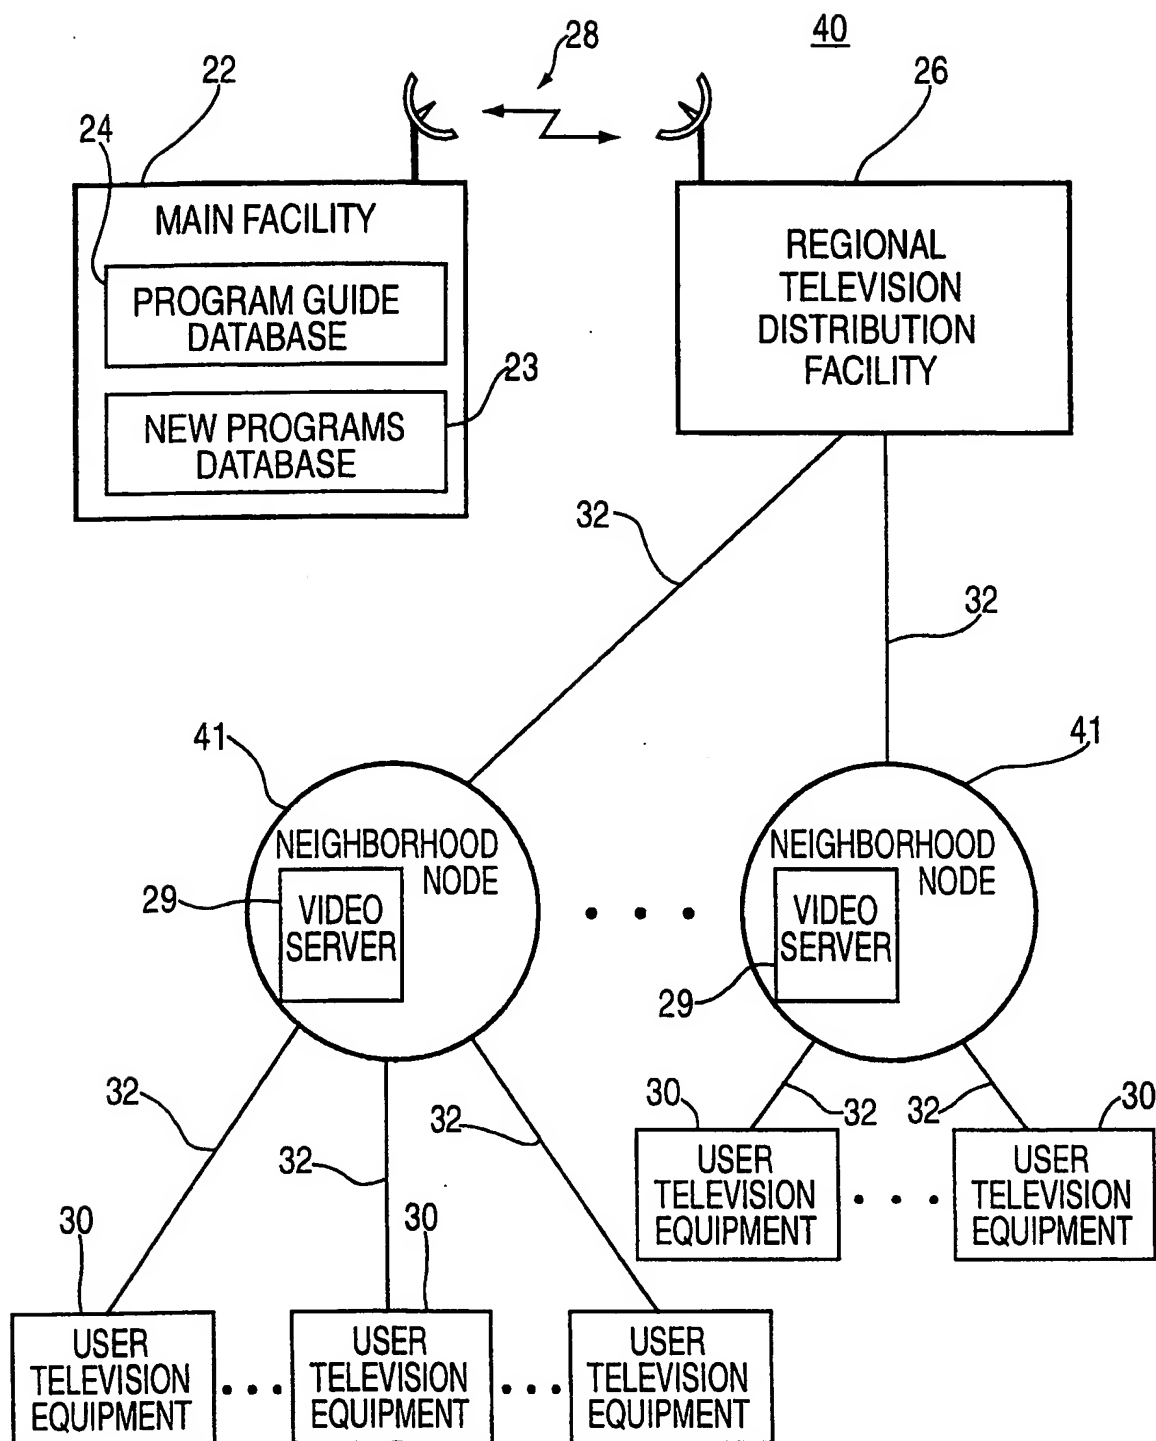 40
28
22
26
24
MAIN FACILITY
PROGRAM GUIDE
DATABASE
23
NEW PROGRAMS
DATABASE
REGIONAL
TELEVISION
DISTRIBUTION
FACILITY
32
32
41
41
NEIGHBORHOOD
NODE
29
VIDEO
SERVER
NEIGHBORHOOD
NODE
VIDEO
SERVER
29
32
32
32
30
32
32
30
USER
TELEVISION
EQUIPMENT
USER
TELEVISION
EQUIPMENT
30
30
USER
TELEVISION
EQUIPMENT
USER
TELEVISION
EQUIPMENT
USER
TELEVISION
EQUIPMENT